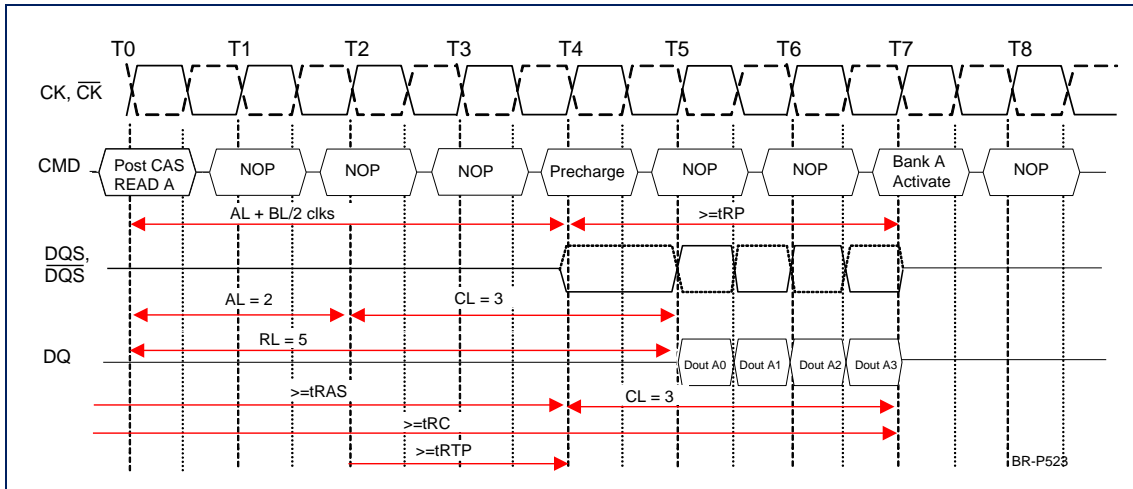 T0 T1 T2 T3 T4 T5 T6 T7 T8
CK, CK
CMD
Post CAS
READ A
NOP NOP NOP Precharge NOP NOP
Bank A
Activate
NOP
AL + BL/2 clks >=tRP
DQS,
DQS
AL = 2 CL = 3
RL = 5
DQ
Dout A0 Dout A1 Dout A2 Dout A3
>=tRAS CL = 3
>=tRC
>=tRTP
BR-P523